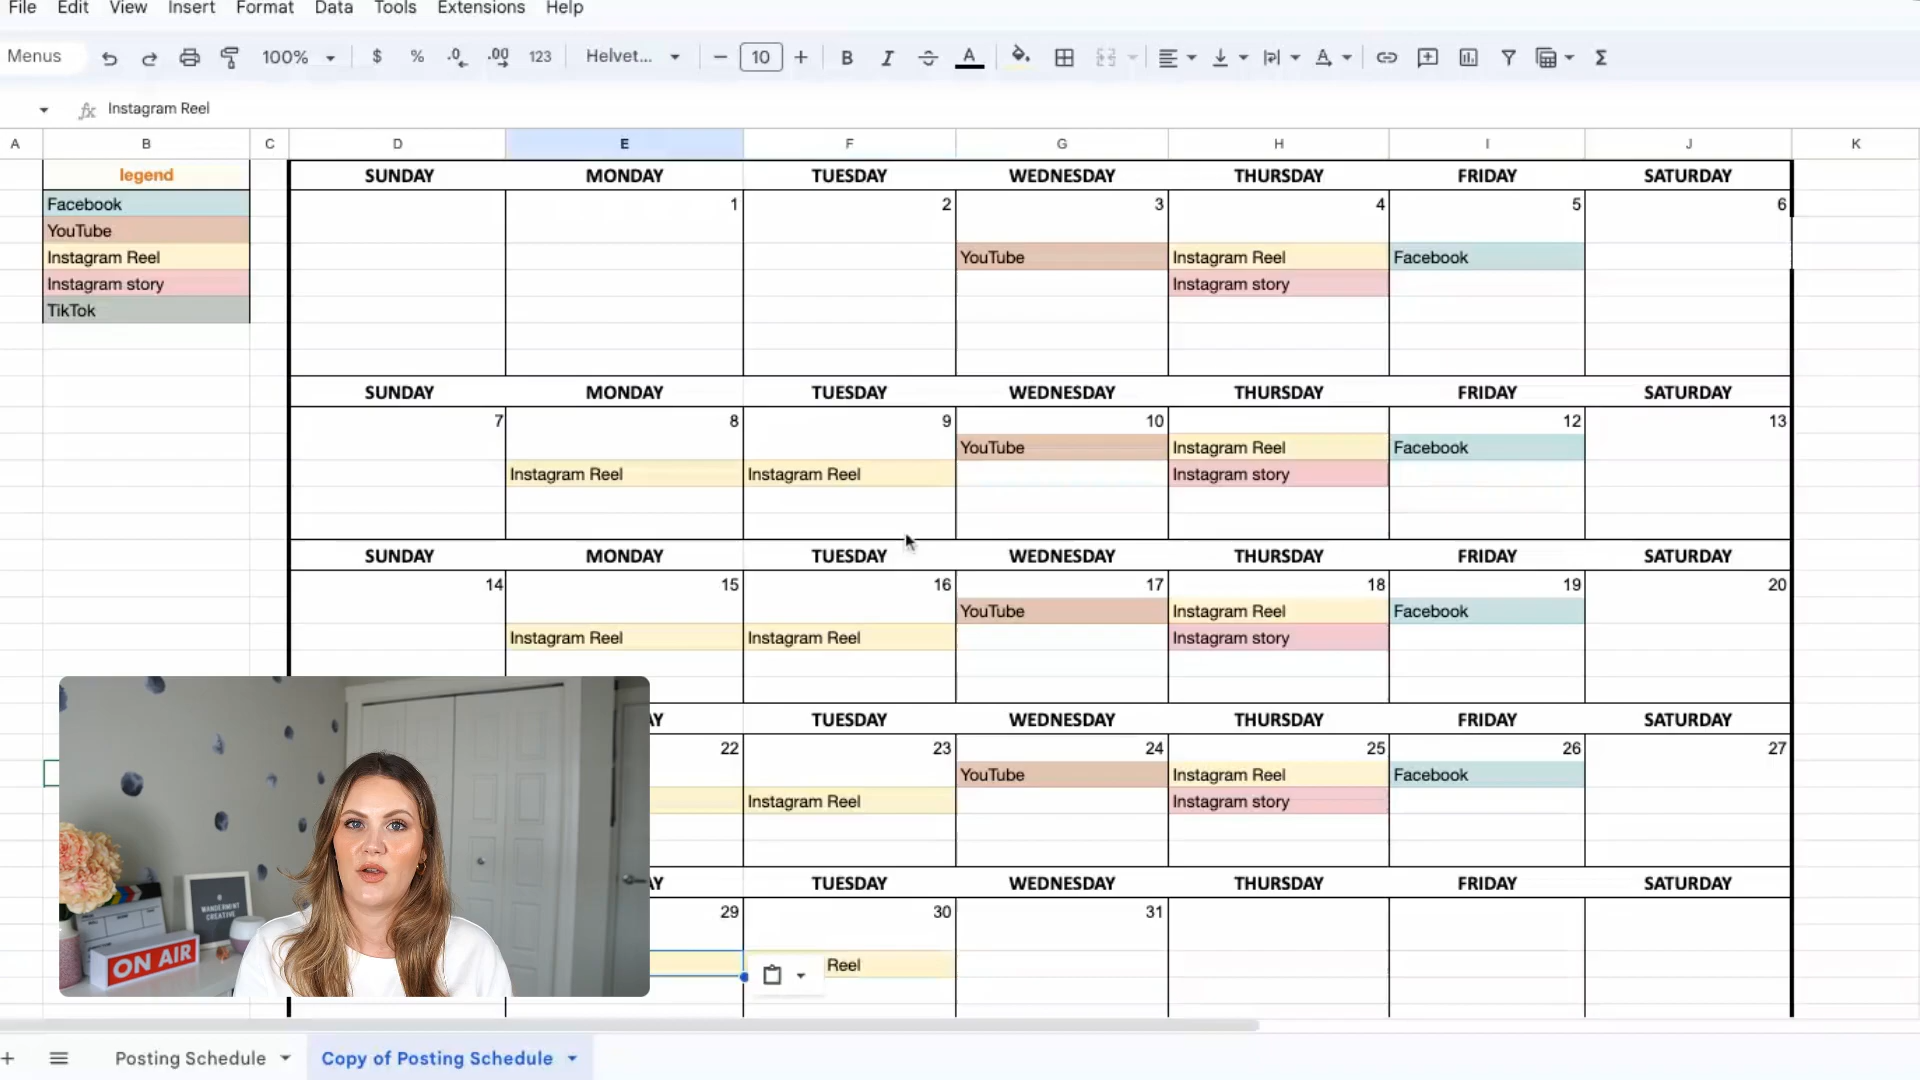 File Edit View Insert Format Data Tools Extensions Help
Menus 100% $ % .0 .00 123 Helvet... 10 B I A
fx Instagram Reel
A B C D E F G H I J K
legend SUNDAY MONDAY TUESDAY WEDNESDAY THURSDAY FRIDAY SATURDAY
Facebook 1 2 3 4 5 6
YouTube
Instagram Reel YouTube Instagram Reel Facebook
Instagram story Instagram story
TikTok
SUNDAY MONDAY TUESDAY WEDNESDAY THURSDAY FRIDAY SATURDAY
7 8 9 10 12 13
YouTube Instagram Reel Facebook
Instagram Reel Instagram Reel Instagram story
SUNDAY MONDAY TUESDAY WEDNESDAY THURSDAY FRIDAY SATURDAY
14 15 16 17 18 19 20
YouTube Instagram Reel Facebook
Instagram Reel Instagram Reel Instagram story
AY TUESDAY WEDNESDAY THURSDAY FRIDAY SATURDAY
22 23 24 25 26 27
YouTube Instagram Reel Facebook
Instagram Reel Instagram story
AY TUESDAY WEDNESDAY THURSDAY FRIDAY SATURDAY
29 30 31
Reel
WANDERMINT
CREATIVE
ON AIR
Posting Schedule Copy of Posting Schedule